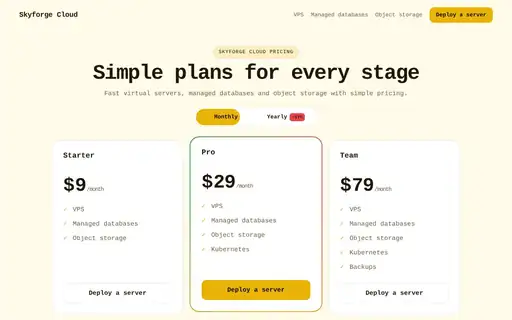 Skyforge Cloud
VPS Managed databases Object storage Deploy a server
SKYFORGE CLOUD PRICING
Simple plans for every stage
Fast virtual servers, managed databases and object storage with simple pricing.
Monthly Yearly
Starter
$9/month
✓ VPS
✓ Managed databases
✓ Object storage
Deploy a server
Pro
$29/month
✓ VPS
✓ Managed databases
✓ Object storage
✓ Kubernetes
Deploy a server
Team
$79/month
✓ VPS
✓ Managed databases
✓ Object storage
✓ Kubernetes
✓ Backups
Deploy a server